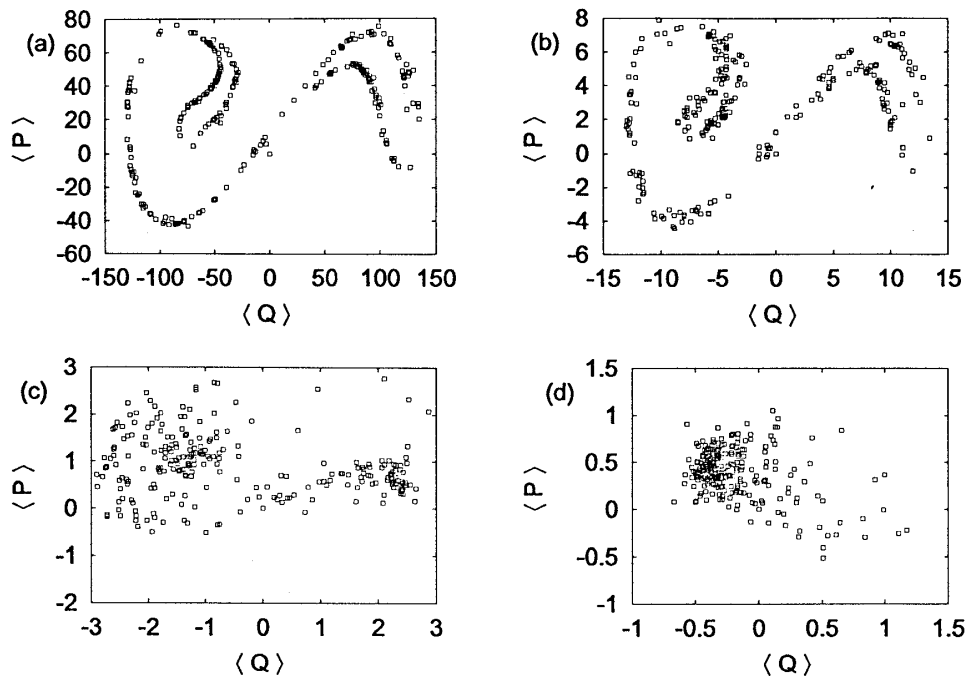 (a)
80
60
40
20
0
-20
-40
-60
⟨ P ⟩
-150 -100 -50 0 50 100 150
⟨ Q ⟩
(b)
8
6
4
2
0
-2
-4
-6
⟨ P ⟩
-15 -10 -5 0 5 10 15
⟨ Q ⟩
(c)
3
2
1
0
-1
-2
⟨ P ⟩
-3 -2 -1 0 1 2 3
⟨ Q ⟩
(d)
1.5
1
0.5
0
-0.5
-1
⟨ P ⟩
-1 -0.5 0 0.5 1 1.5
⟨ Q ⟩